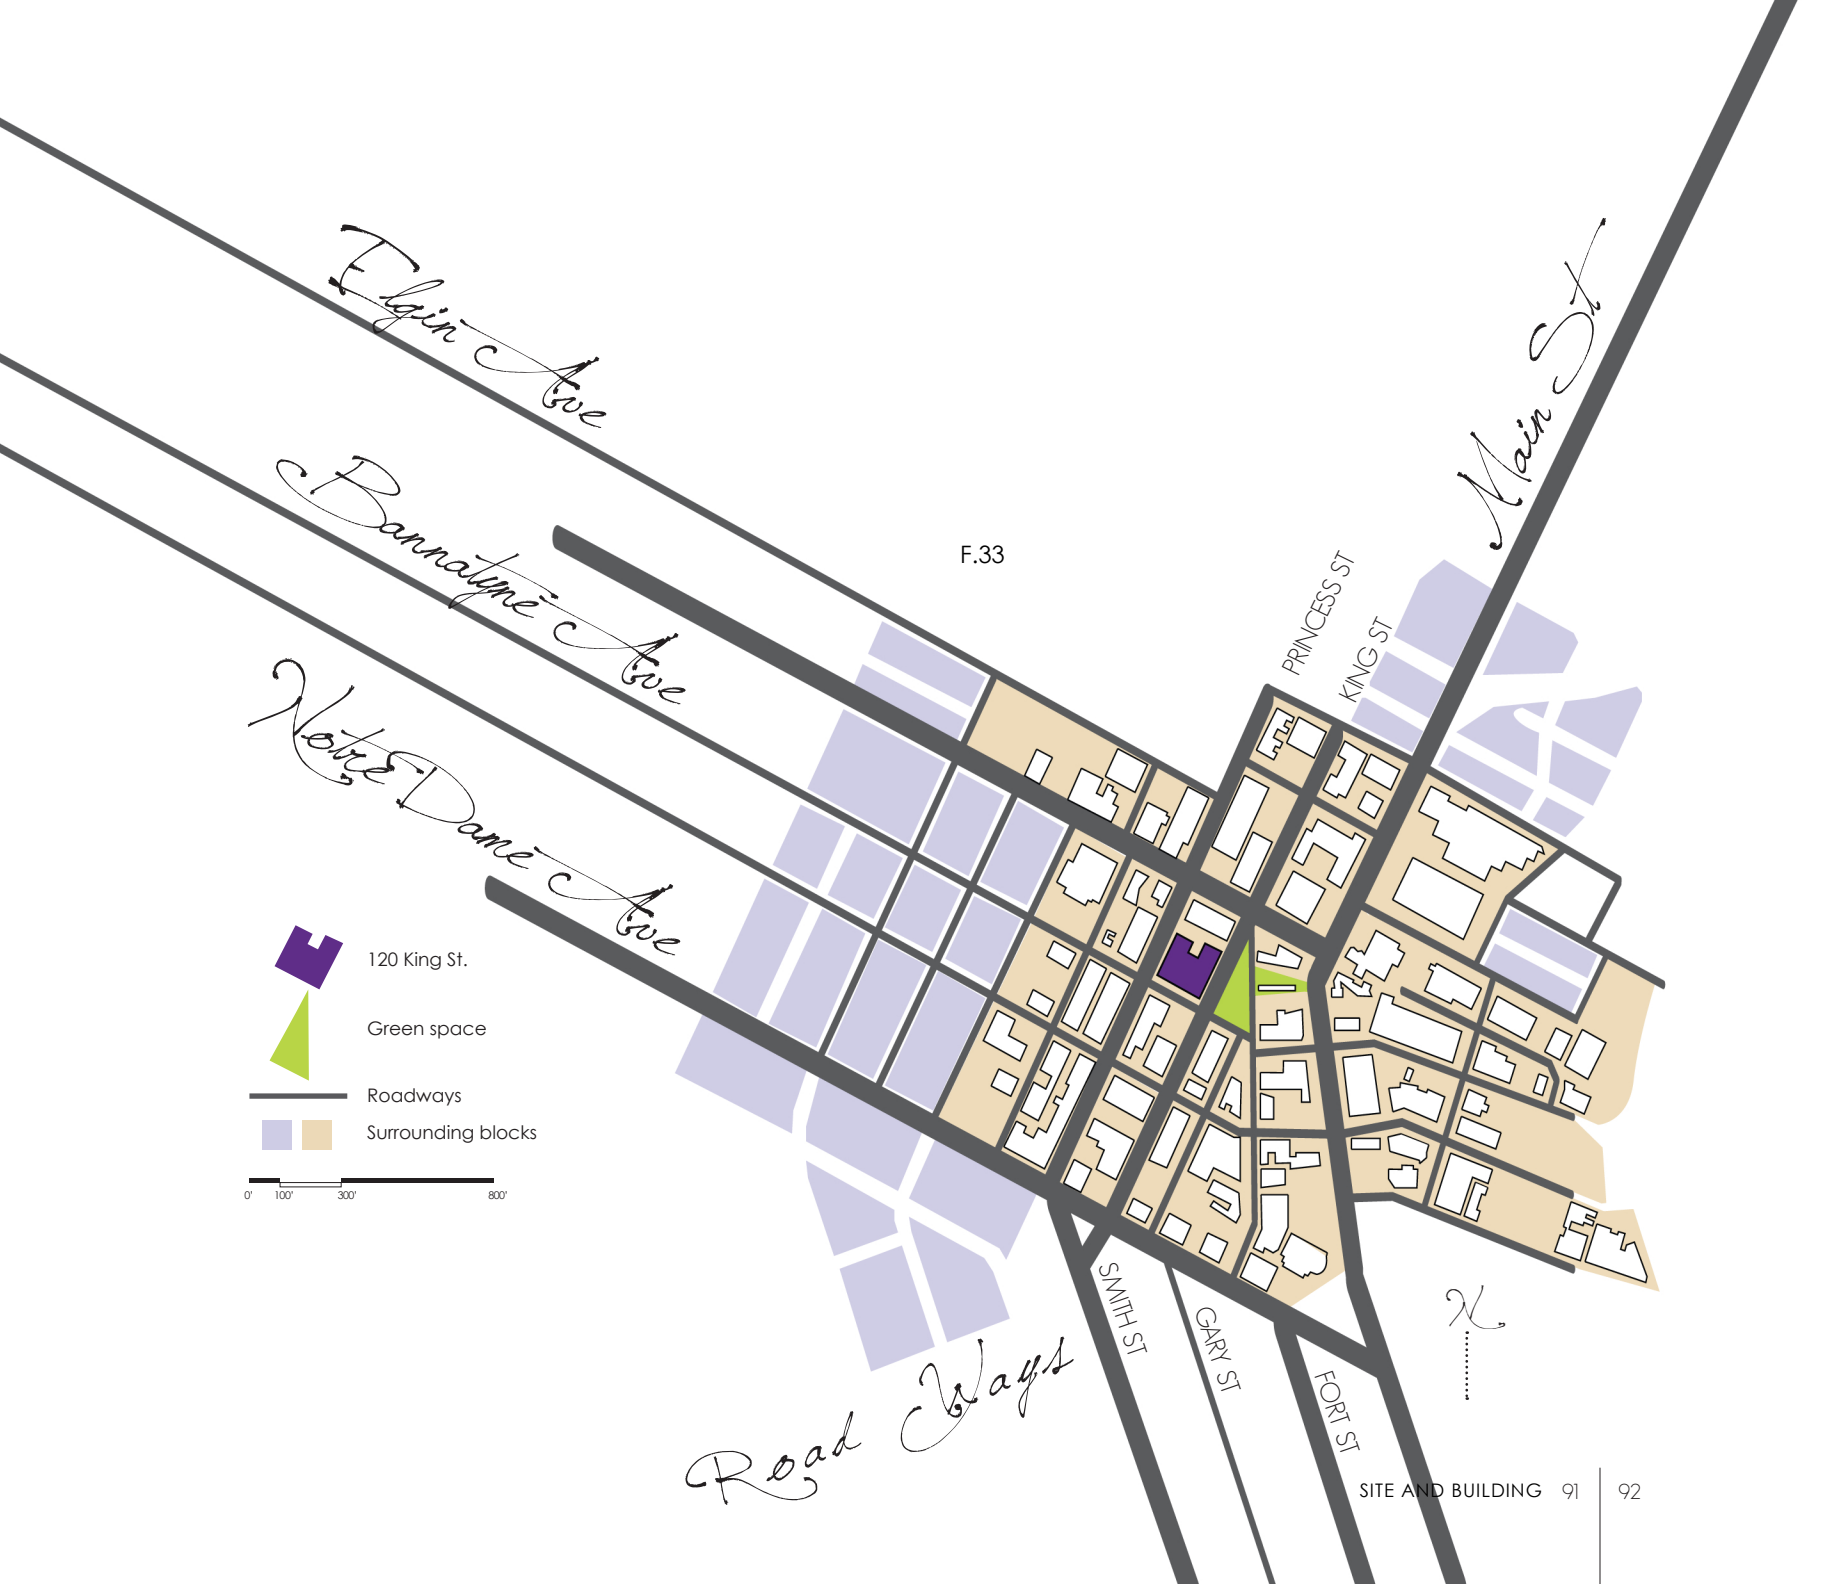 Elgin Ave
Main St
Bannatyne Ave
F.33
PRINCESS ST
KING ST
Notre Dame Ave
120 King St.
Green space
Roadways
Surrounding blocks
0' 100' 300' 800'
SMITH ST
GARY ST
FORT ST
N
Road Ways
SITE AND BUILDING 91 92